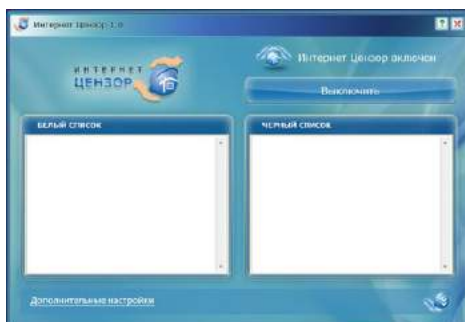 Интернет Цензор 1.0
? X
ИНТЕРНЕТ
ЦЕНЗОР
Интернет Цензор включен
Выключить
БЕЛЫЙ СПИСОК
ЧЕРНЫЙ СПИСОК
Дополнительные настройки